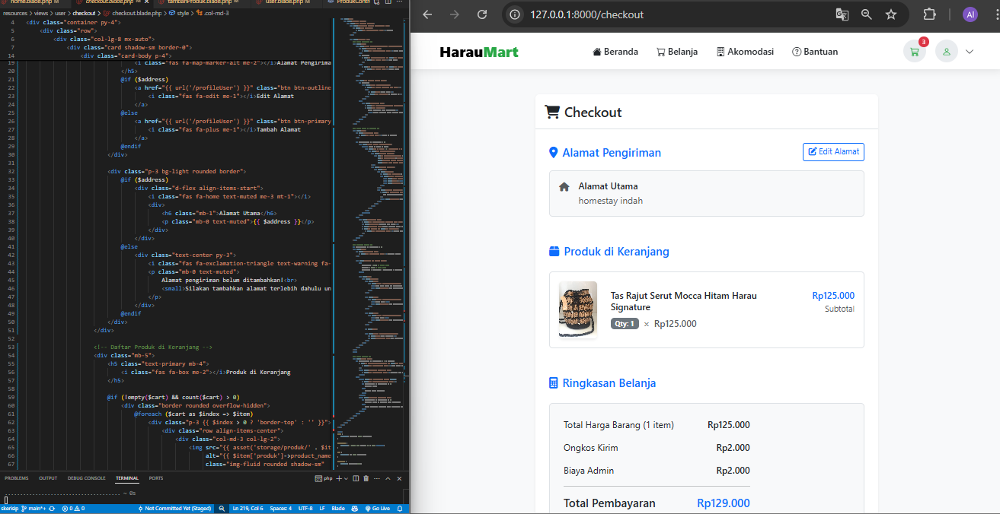 home.blade.php M
checkout.blade.php 9+, M
tambahProduk.blade.php M
user.blade.php M
ProdukContr
resources > views > user > checkout > checkout.blade.php > style > .col-md-3
4 <div class="container py-4">
5 <div class="row">
6 <div class="col-lg-8 mx-auto">
7 <div class="card shadow-sm border-0">
14 <div class="card-body p-4">
19 <i class="fas fa-map-marker-alt me-2"></i>Alamat Pengirima
20 </h5>
21 @if ($address)
22 <a href="{{ url('/profileUser') }}" class="btn btn-outline
23 <i class="fas fa-edit me-1"></i>Edit Alamat
24 </a>
25 @else
26 <a href="{{ url('/profileUser') }}" class="btn btn-primary
27 <i class="fas fa-plus me-1"></i>Tambah Alamat
28 </a>
29 @endif
30 </div>
31
32 <div class="p-3 bg-light rounded border">
33 @if ($address)
34 <div class="d-flex align-items-start">
35 <i class="fas fa-home text-muted me-3 mt-1"></i>
36 <div>
37 <h6 class="mb-1">Alamat Utama</h6>
38 <p class="mb-0 text-muted">{{ $address }}</p>
39 </div>
40 </div>
41 @else
42 <div class="text-center py-3">
43 <i class="fas fa-exclamation-triangle text-warning fa-
44 <p class="mb-0 text-muted">
45 Alamat pengiriman belum ditambahkan!<br>
46 <small>Silakan tambahkan alamat terlebih dahulu un
47 </p>
48 </div>
49 @endif
50 </div>
51 </div>
52
53 <!-- Daftar Produk di Keranjang -->
54 <div class="mb-5">
55 <h5 class="text-primary mb-4">
56 <i class="fas fa-box me-2"></i>Produk di Keranjang
57 </h5>
58
59 @if (!empty($cart) && count($cart) > 0)
60 <div class="border rounded overflow-hidden">
61 @foreach ($cart as $index => $item)
62 <div class="p-3 {{ $index > 0 ? 'border-top' : '' }}">
63 <div class="row align-items-center">
64 <div class="col-md-3 col-lg-2">
65 <img src="{{ asset('storage/produk/' . $it
66 alt="{{ $item['produk']->product_name
67 class="img-fluid rounded shadow-sm"
PROBLEMS OUTPUT DEBUG CONSOLE TERMINAL PORTS
php
~ 0s
skerisip main*+ 0 0 Not Committed Yet (Staged) Ln 219, Col 6 Spaces: 4 UTF-8 LF Blade Go Live
127.0.0.1:8000/checkout
AI
HarauMart
Beranda Belanja Akomodasi Bantuan
3
Checkout
Alamat Pengiriman
Edit Alamat
Alamat Utama
homestay indah
Produk di Keranjang
Tas Rajut Serut Mocca Hitam Harau
Signature
Rp125.000
Subtotal
Qty: 1 × Rp125.000
Ringkasan Belanja
Total Harga Barang (1 item) Rp125.000
Ongkos Kirim Rp2.000
Biaya Admin Rp2.000
Total Pembayaran Rp129.000